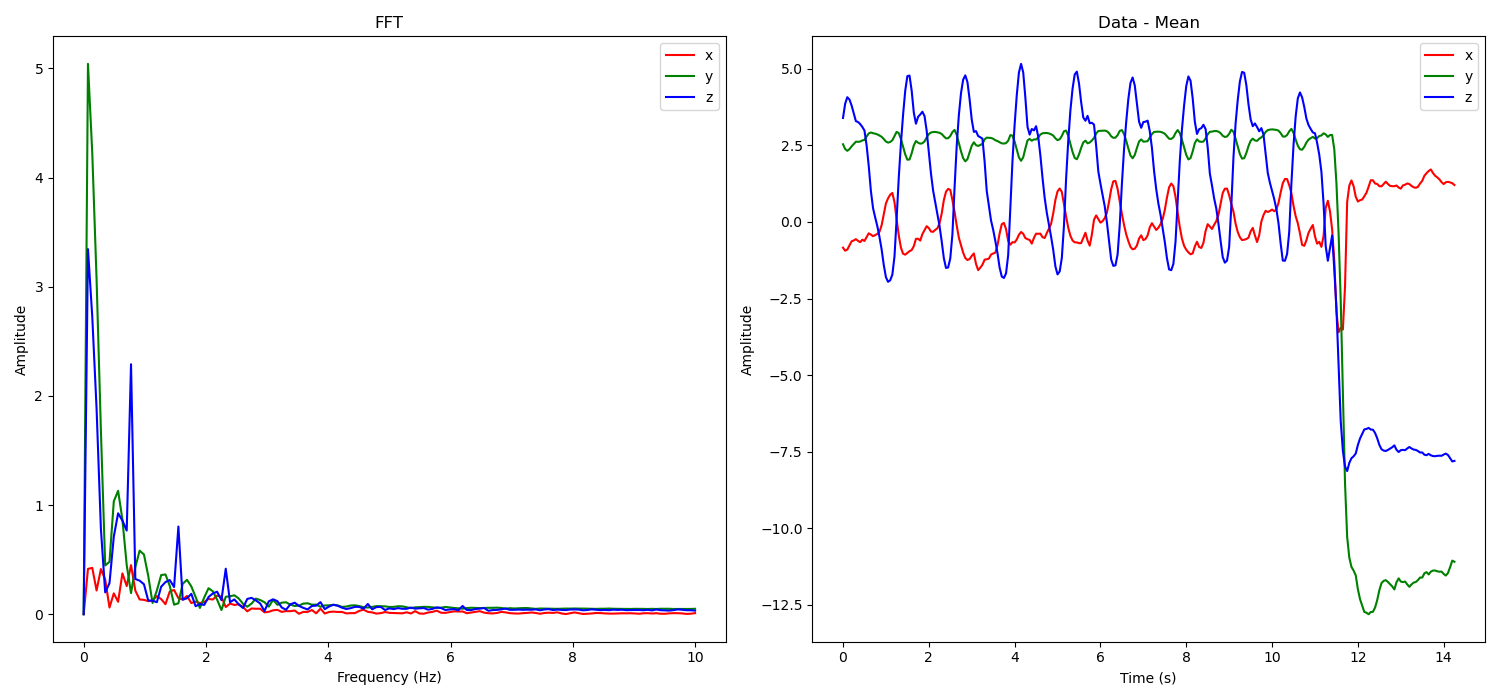 FFT
Amplitude
5
4
3
2
1
0
x
y
z
0 2 4 6 8 10
Frequency (Hz)
Data - Mean
Amplitude
5.0
2.5
0.0
−2.5
−5.0
−7.5
−10.0
−12.5
x
y
z
0 2 4 6 8 10 12 14
Time (s)